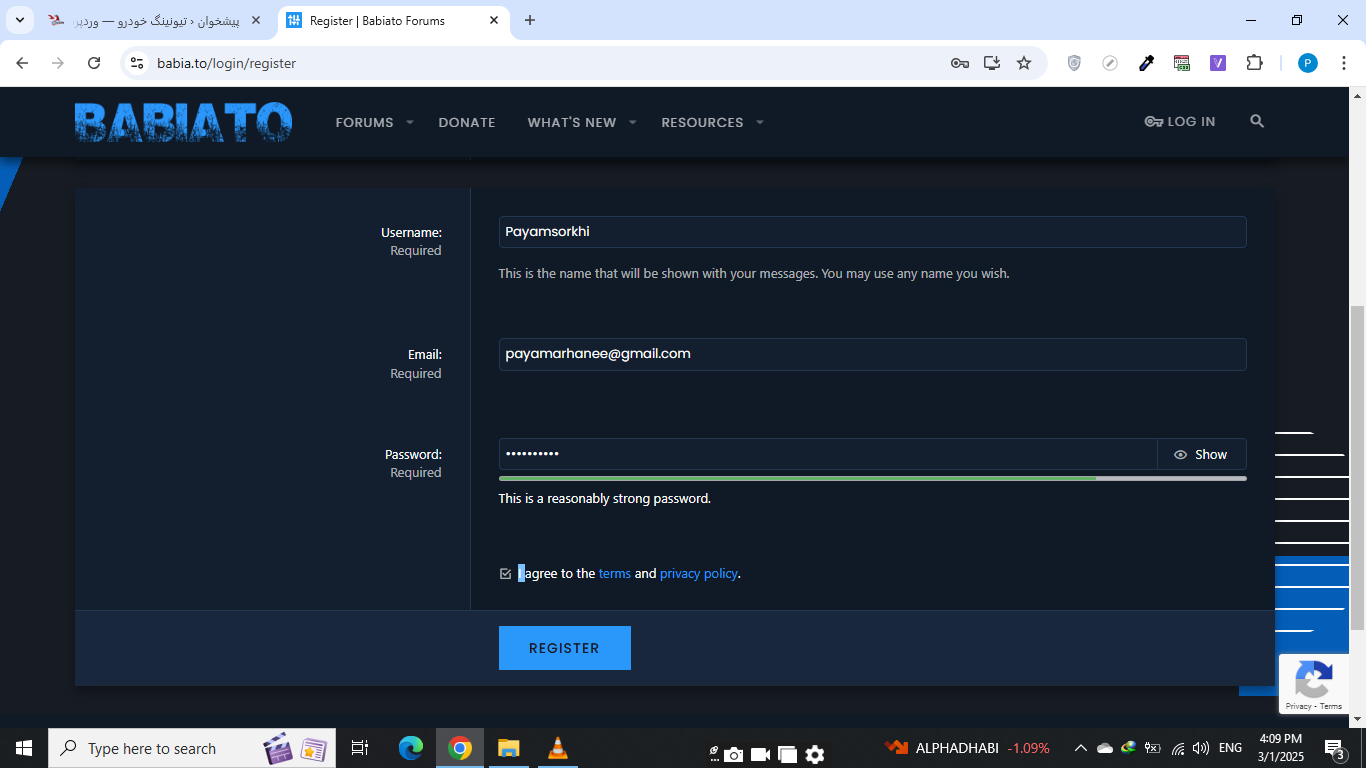 پیشخوان ‹ تیونینگ خودرو — وردپر
Register | Babiato Forums
babia.to/login/register
P
BABIATO
FORUMS
DONATE
WHAT'S NEW
RESOURCES
LOG IN
Username:
Required
Payamsorkhi
This is the name that will be shown with your messages. You may use any name you wish.
Email:
Required
payamarhanee@gmail.com
Password:
Required
••••••••••
Show
This is a reasonably strong password.
I agree to the terms and privacy policy.
REGISTER
Privacy - Terms
Type here to search
ALPHADHABI -1.09%
ENG
4:09 PM
3/1/2025
3